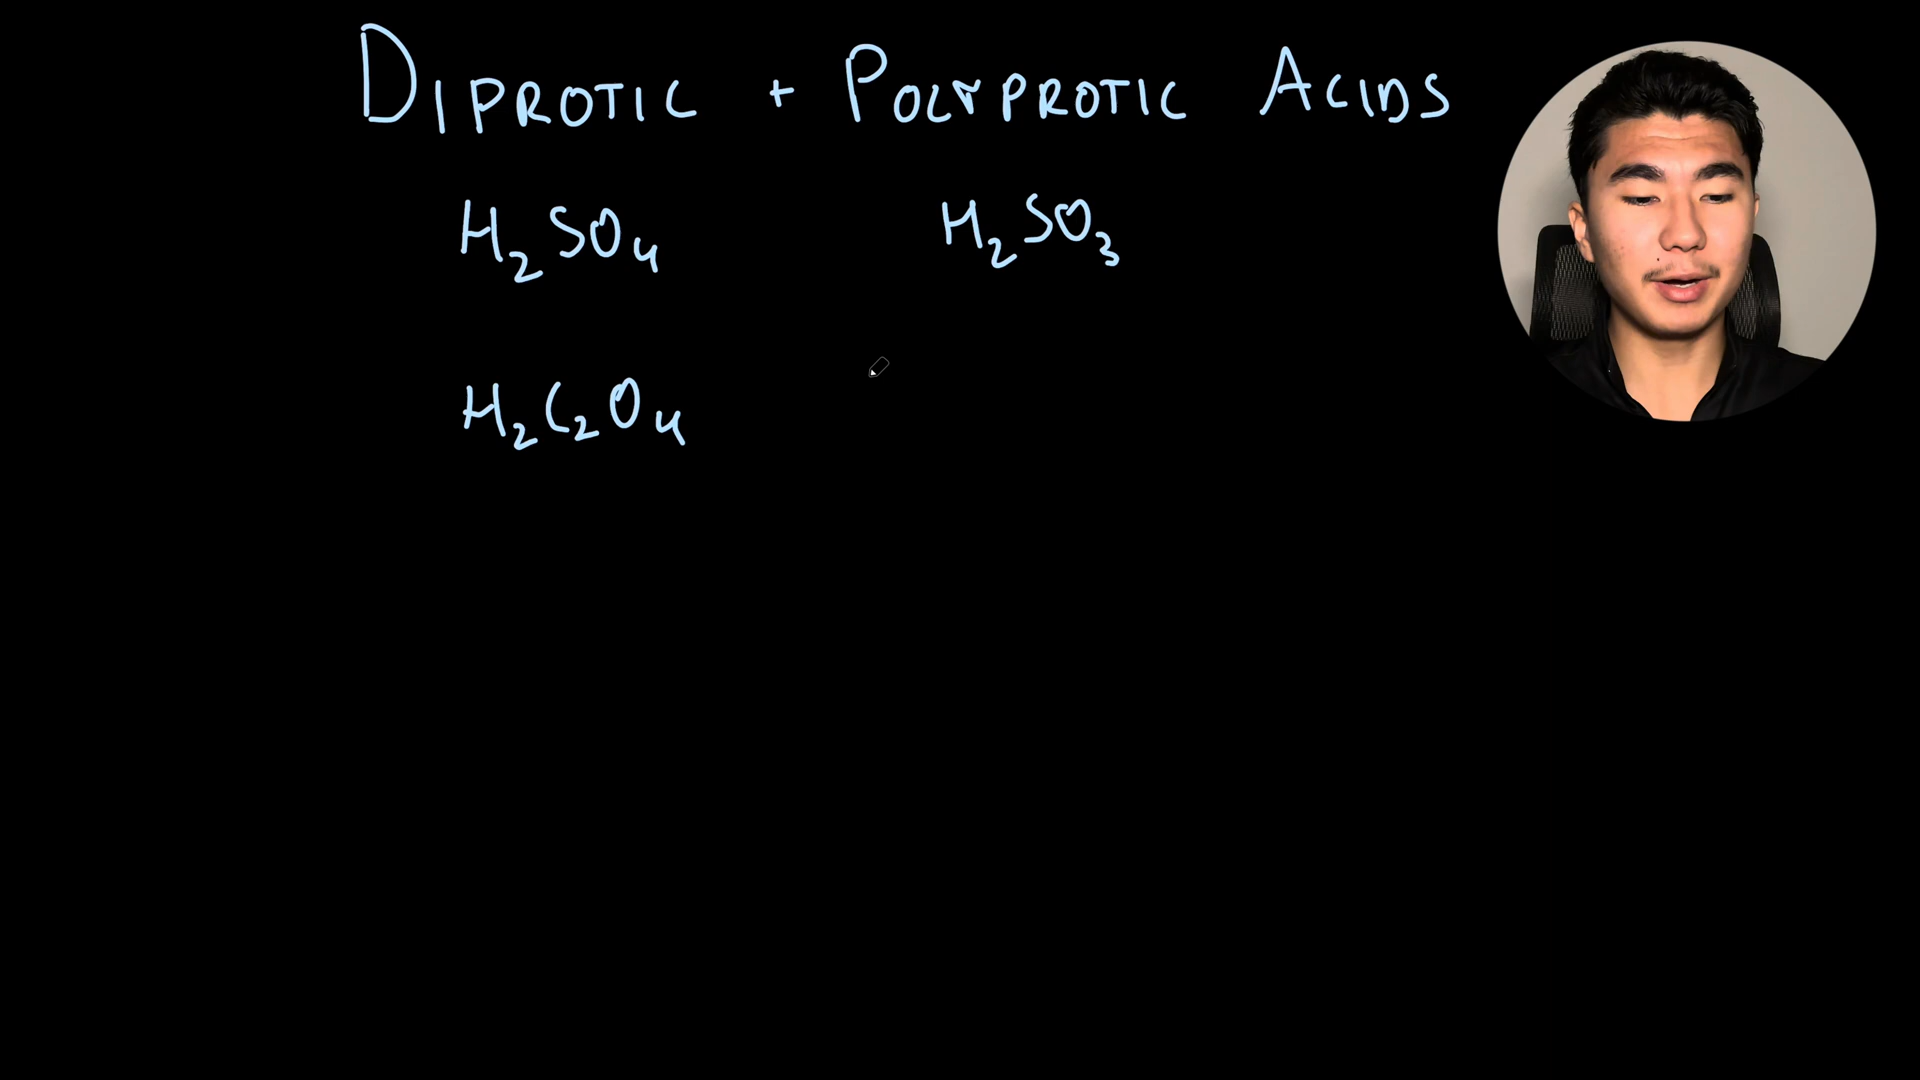 DIPROTIC + POLYPROTIC ACIDS
H₂SO₄ H₂SO₃
H₂C₂O₄